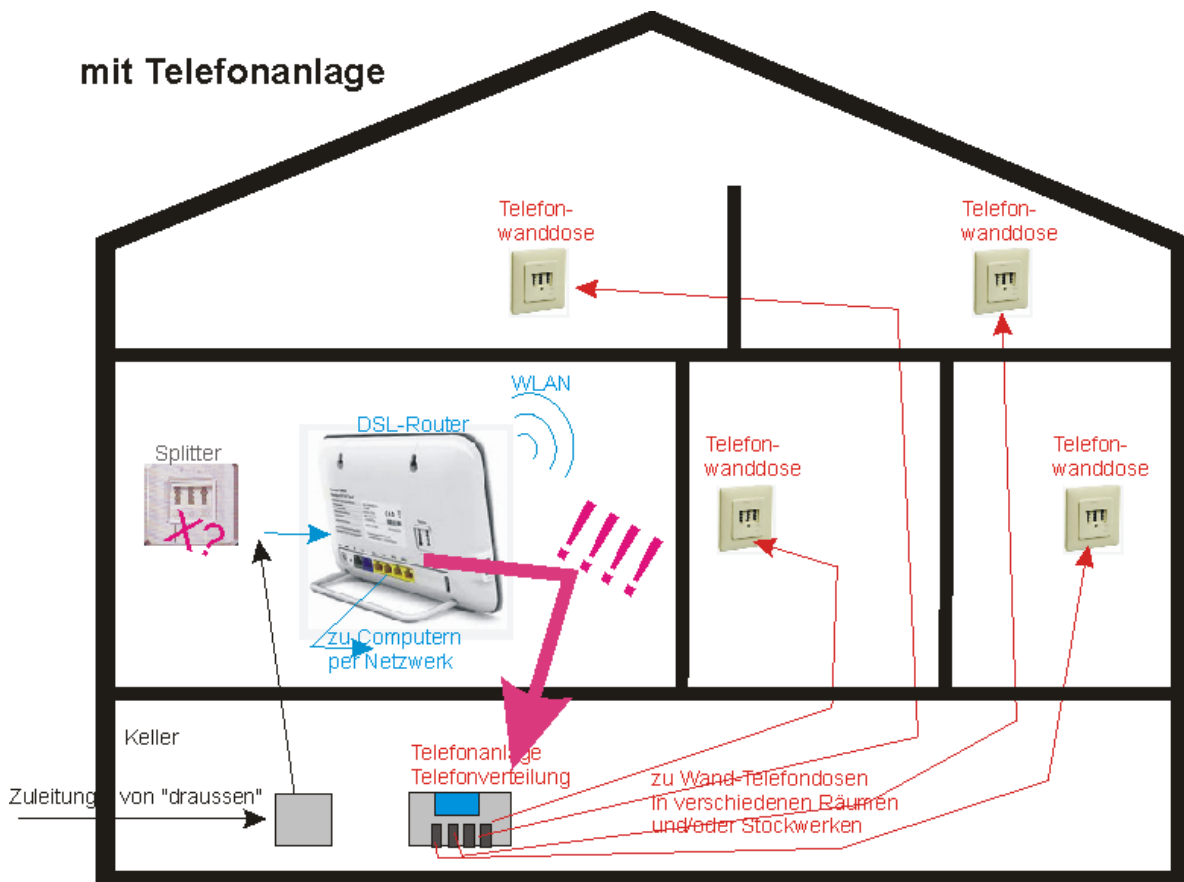 mit Telefonanlage
Telefon-
wanddose
Telefon-
wanddose
WLAN
DSL-Router
Splitter
X?
!!!!
Telefon-
wanddose
Telefon-
wanddose
zu Computern
per Netzwerk
Keller
Telefonanlage
Telefonverteilung
zu Wand-Telefondosen
in verschiedenen Räumen
und/oder Stockwerken
Zuleitung von "draussen"